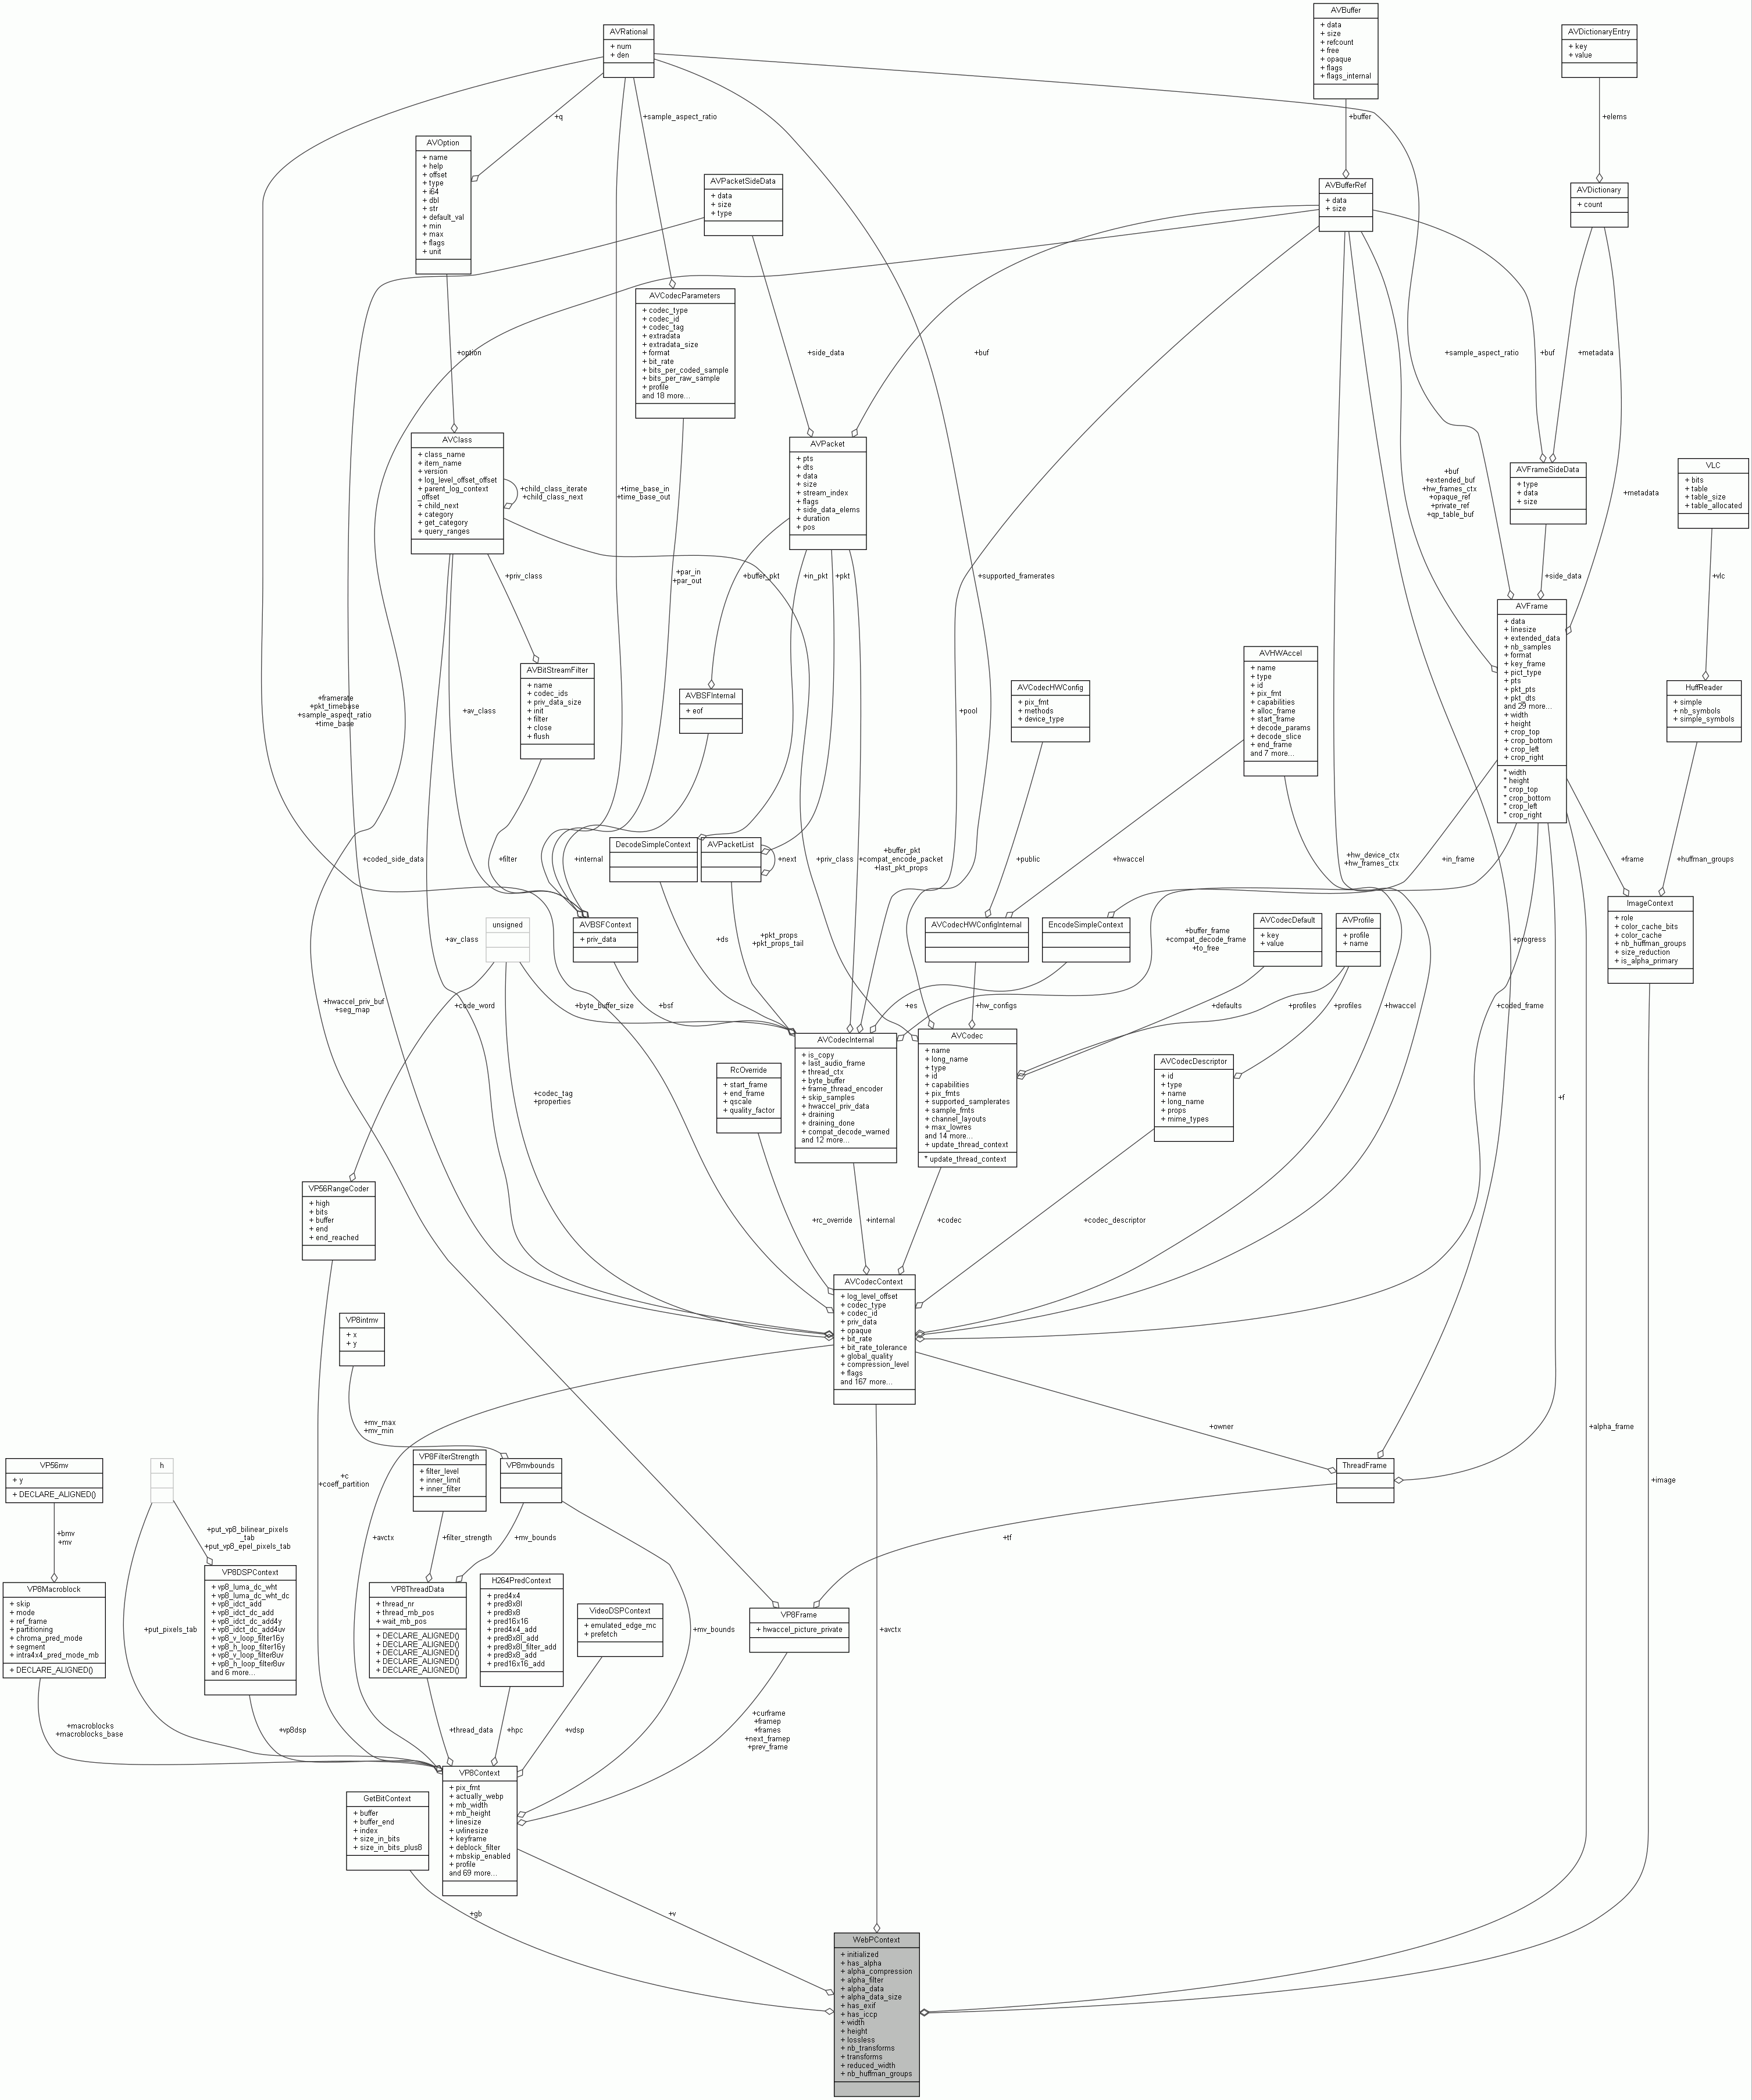 AVRational
+ num
+ den
AVBuffer
+ data
+ size
+ refcount
+ free
+ opaque
+ flags
+ flags_internal
AVDictionaryEntry
+ key
+ value
+q
+sample_aspect_ratio
+buffer
+elems
AVOption
+ name
+ help
+ offset
+ type
+ i64
+ dbl
+ str
+ default_val
+ min
+ max
+ flags
+ unit
AVPacketSideData
+ data
+ size
+ type
AVBufferRef
+ data
+ size
AVDictionary
+ count
AVCodecParameters
+ codec_type
+ codec_id
+ codec_tag
+ extradata
+ extradata_size
+ format
+ bit_rate
+ bits_per_coded_sample
+ bits_per_raw_sample
+ profile
and 18 more...
+option
+side_data
+buf
+sample_aspect_ratio
+buf
+metadata
AVClass
+ class_name
+ item_name
+ version
+ log_level_offset_offset
+ parent_log_context
_offset
+ child_next
+ category
+ get_category
+ query_ranges
+child_class_iterate
+child_class_next
+time_base_in
+time_base_out
AVPacket
+ pts
+ dts
+ data
+ size
+ stream_index
+ flags
+ side_data_elems
+ duration
+ pos
+buf
+extended_buf
+hw_frames_ctx
+opaque_ref
+private_ref
+qp_table_buf
AVFrameSideData
+ type
+ data
+ size
+metadata
VLC
+ bits
+ table
+ table_size
+ table_allocated
+priv_class
+par_in
+par_out
+buffer_pkt
+in_pkt
+pkt
+supported_framerates
+side_data
+vlc
AVFrame
+ data
+ linesize
+ extended_data
+ nb_samples
+ format
+ key_frame
+ pict_type
+ pts
+ pkt_pts
+ pkt_dts
and 29 more...
+ width
+ height
+ crop_top
+ crop_bottom
+ crop_left
+ crop_right
* width
* height
* crop_top
* crop_bottom
* crop_left
* crop_right
+framerate
+pkt_timebase
+sample_aspect_ratio
+time_base
+av_class
AVBitStreamFilter
+ name
+ codec_ids
+ priv_data_size
+ init
+ filter
+ close
+ flush
AVBSFInternal
+ eof
+pool
AVCodecHWConfig
+ pix_fmt
+ methods
+ device_type
AVHWAccel
+ name
+ type
+ id
+ pix_fmt
+ capabilities
+ alloc_frame
+ start_frame
+ decode_params
+ decode_slice
+ end_frame
and 7 more...
HuffReader
+ simple
+ nb_symbols
+ simple_symbols
+coded_side_data
+filter
+internal
DecodeSimpleContext
AVPacketList
+next
+priv_class
+buffer_pkt
+compat_encode_packet
+last_pkt_props
+public
+hwaccel
+hw_device_ctx
+hw_frames_ctx
+in_frame
+frame
+huffman_groups
+av_class
unsigned
AVBSFContext
+ priv_data
+ds
+pkt_props
+pkt_props_tail
AVCodecHWConfigInternal
EncodeSimpleContext
+buffer_frame
+compat_decode_frame
+to_free
AVCodecDefault
+ key
+ value
AVProfile
+ profile
+ name
+progress
ImageContext
+ role
+ color_cache_bits
+ color_cache
+ nb_huffman_groups
+ size_reduction
+ is_alpha_primary
+hwaccel_priv_buf
+seg_map
+code_word
+byte_buffer_size
+bsf
+es
+hw_configs
+defaults
+profiles
+profiles
+hwaccel
+coded_frame
+codec_tag
+properties
RcOverride
+ start_frame
+ end_frame
+ qscale
+ quality_factor
AVCodecInternal
+ is_copy
+ last_audio_frame
+ thread_ctx
+ byte_buffer
+ frame_thread_encoder
+ skip_samples
+ hwaccel_priv_data
+ draining
+ draining_done
+ compat_decode_warned
and 12 more...
AVCodec
+ name
+ long_name
+ type
+ id
+ capabilities
+ pix_fmts
+ supported_samplerates
+ sample_fmts
+ channel_layouts
+ max_lowres
and 14 more...
+ update_thread_context
* update_thread_context
AVCodecDescriptor
+ id
+ type
+ name
+ long_name
+ props
+ mime_types
+f
VP56RangeCoder
+ high
+ bits
+ buffer
+ end
+ end_reached
+rc_override
+internal
+codec
+codec_descriptor
AVCodecContext
+ log_level_offset
+ codec_type
+ codec_id
+ priv_data
+ opaque
+ bit_rate
+ bit_rate_tolerance
+ global_quality
+ compression_level
+ flags
and 167 more...
VP8intmv
+ x
+ y
+mv_max
+mv_min
+owner
+alpha_frame
VP56mv
+ y
+ DECLARE_ALIGNED()
h
+c
+coeff_partition
VP8FilterStrength
+ filter_level
+ inner_limit
+ inner_filter
VP8mvbounds
ThreadFrame
+image
+bmv
+mv
+put_vp8_bilinear_pixels
_tab
+put_vp8_epel_pixels_tab
+avctx
+filter_strength
+mv_bounds
+tf
VP8Macroblock
+ skip
+ mode
+ ref_frame
+ partitioning
+ chroma_pred_mode
+ segment
+ intra4x4_pred_mode_mb
+ DECLARE_ALIGNED()
+put_pixels_tab
VP8DSPContext
+ vp8_luma_dc_wht
+ vp8_luma_dc_wht_dc
+ vp8_idct_add
+ vp8_idct_dc_add
+ vp8_idct_dc_add4y
+ vp8_idct_dc_add4uv
+ vp8_v_loop_filter16y
+ vp8_h_loop_filter16y
+ vp8_v_loop_filter8uv
+ vp8_h_loop_filter8uv
and 6 more...
VP8ThreadData
+ thread_nr
+ thread_mb_pos
+ wait_mb_pos
+ DECLARE_ALIGNED()
+ DECLARE_ALIGNED()
+ DECLARE_ALIGNED()
+ DECLARE_ALIGNED()
+ DECLARE_ALIGNED()
H264PredContext
+ pred4x4
+ pred8x8l
+ pred8x8
+ pred16x16
+ pred4x4_add
+ pred8x8l_add
+ pred8x8l_filter_add
+ pred8x8_add
+ pred16x16_add
VideoDSPContext
+ emulated_edge_mc
+ prefetch
+mv_bounds
VP8Frame
+ hwaccel_picture_private
+avctx
+macroblocks
+macroblocks_base
+vp8dsp
+thread_data
+hpc
+vdsp
+curframe
+framep
+frames
+next_framep
+prev_frame
GetBitContext
+ buffer
+ buffer_end
+ index
+ size_in_bits
+ size_in_bits_plus8
VP8Context
+ pix_fmt
+ actually_webp
+ mb_width
+ mb_height
+ linesize
+ uvlinesize
+ keyframe
+ deblock_filter
+ mbskip_enabled
+ profile
and 69 more...
+gb
+v
WebPContext
+ initialized
+ has_alpha
+ alpha_compression
+ alpha_filter
+ alpha_data
+ alpha_data_size
+ has_exif
+ has_iccp
+ width
+ height
+ lossless
+ nb_transforms
+ transforms
+ reduced_width
+ nb_huffman_groups